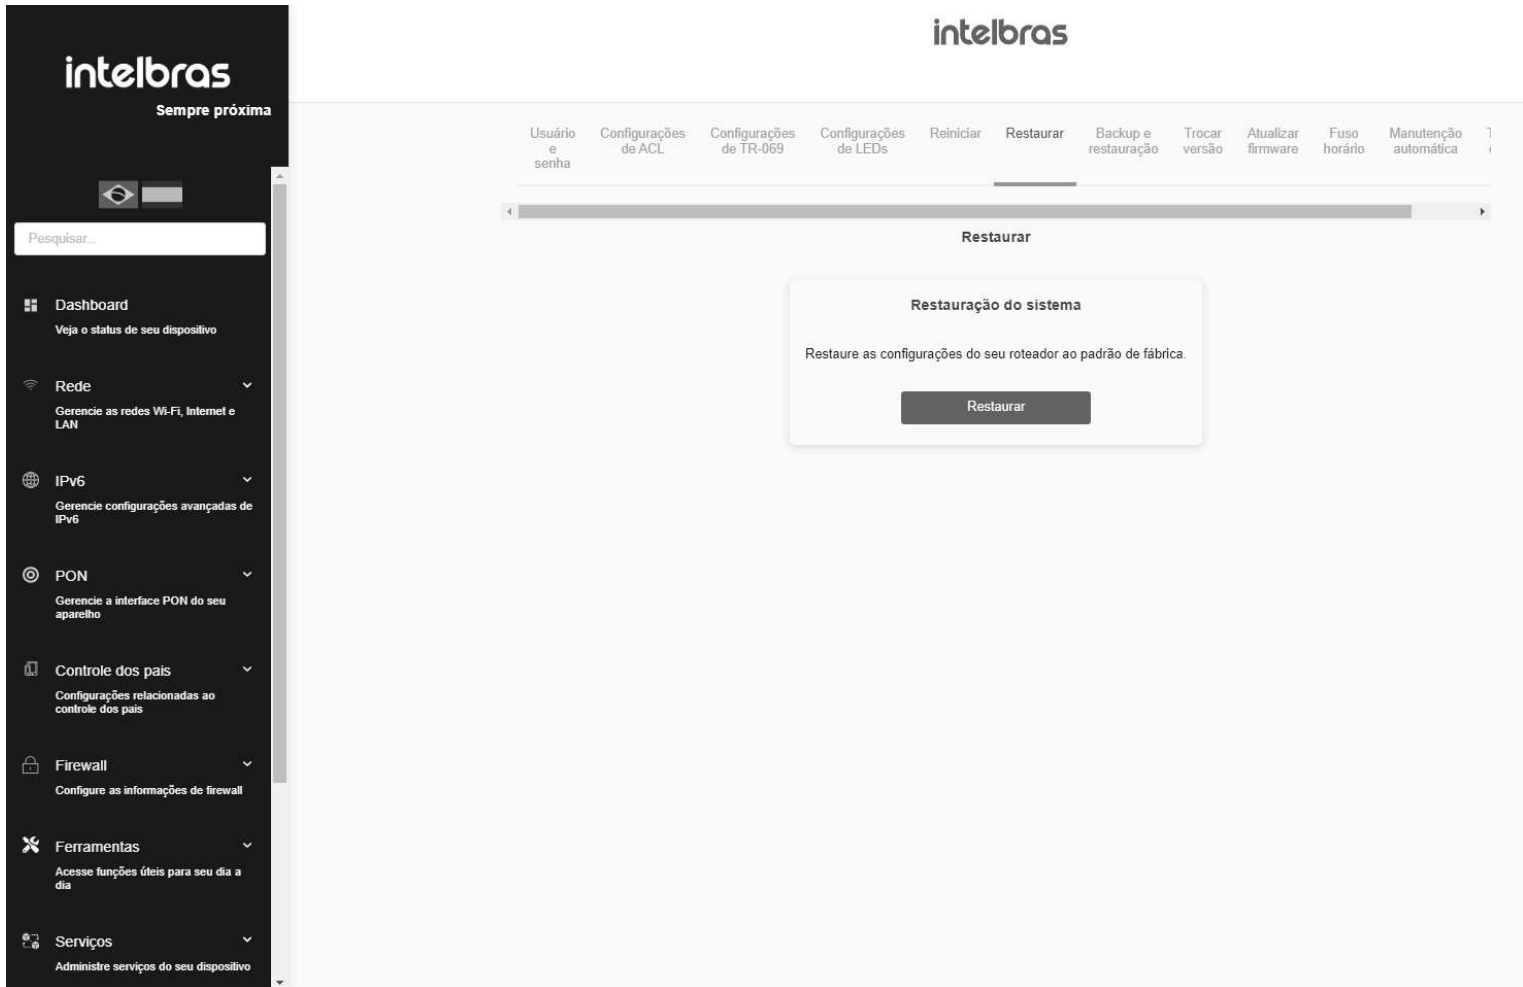 intelbras
Sempre próxima
Pesquisar...
Dashboard
Veja o status de seu dispositivo
Rede
Gerencie as redes Wi-Fi, Internet e
LAN
IPv6
Gerencie configurações avançadas de
IPv6
PON
Gerencie a interface PON do seu
aparelho
Controle dos pais
Configurações relacionadas ao
controle dos pais
Firewall
Configure as informações de firewall
Ferramentas
Acesse funções úteis para seu dia a
dia
Serviços
Administre serviços do seu dispositivo
intelbras
Usuário
e
senha
Configurações
de ACL
Configurações
de TR-069
Configurações
de LEDs
Reiniciar
Restaurar
Backup e
restauração
Trocar
versão
Atualizar
firmware
Fuso
horário
Manutenção
automática
Restaurar
Restauração do sistema
Restaure as configurações do seu roteador ao padrão de fábrica.
Restaurar